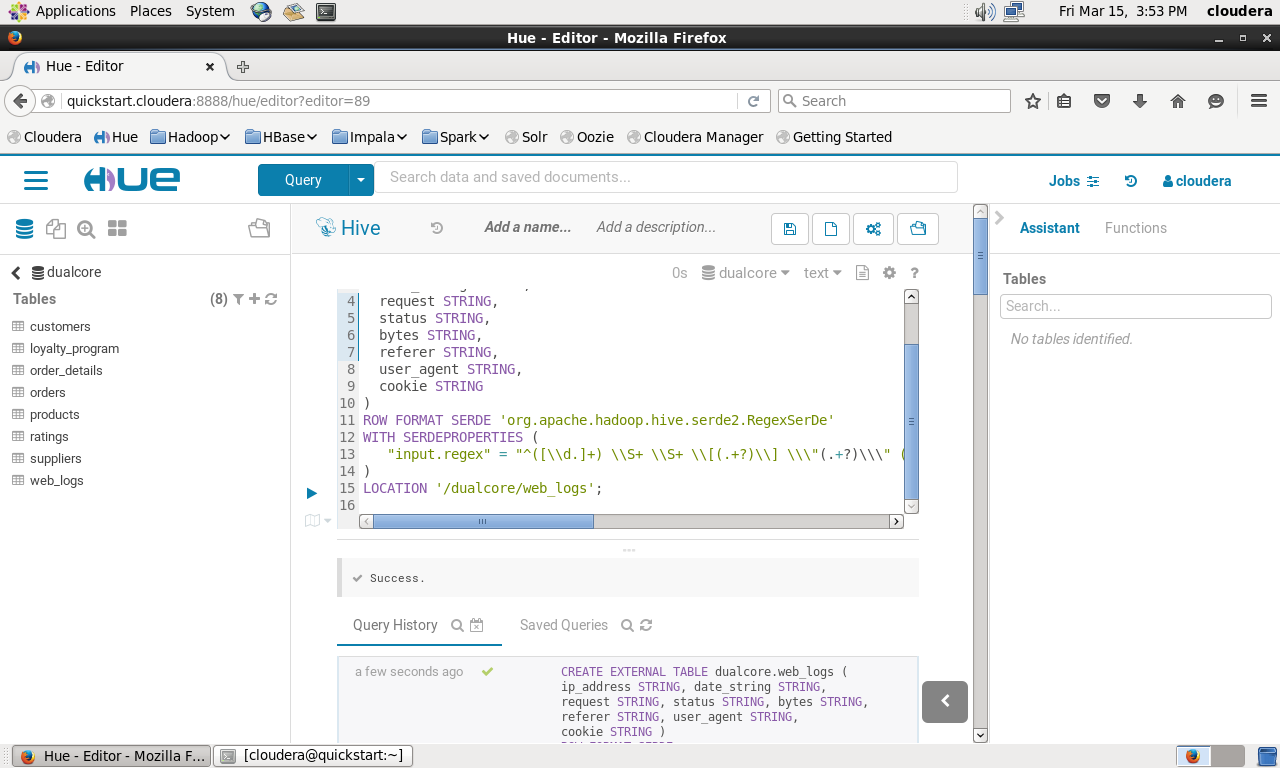 Applications Places System Fri Mar 15, 3:53 PM cloudera
Hue - Editor - Mozilla Firefox
Hue - Editor
quickstart.cloudera:8888/hue/editor?editor=89 Search
Cloudera Hue Hadoop HBase Impala Spark Solr Oozie Cloudera Manager Getting Started
HUE Query Search data and saved documents... Jobs cloudera
Hive Add a name... Add a description... Assistant Functions
dualcore 0s dualcore text ?
Tables
Search...
No tables identified.
Tables (8)
customers
loyalty_program
order_details
orders
products
ratings
suppliers
web_logs
4 request STRING,
5 status STRING,
6 bytes STRING,
7 referer STRING,
8 user_agent STRING,
9 cookie STRING
10 )
11 ROW FORMAT SERDE 'org.apache.hadoop.hive.serde2.RegexSerDe'
12 WITH SERDEPROPERTIES (
13 "input.regex" = "^([\\d.]+) \\S+ \\S+ \\[(.+?)\\] \\\"(.+?)\\\" (
14 )
15 LOCATION '/dualcore/web_logs';
16
Success.
Query History Saved Queries
a few seconds ago CREATE EXTERNAL TABLE dualcore.web_logs (
ip_address STRING, date_string STRING,
request STRING, status STRING, bytes STRING,
referer STRING, user_agent STRING,
cookie STRING )
Hue - Editor - Mozilla F... [cloudera@quickstart:~]